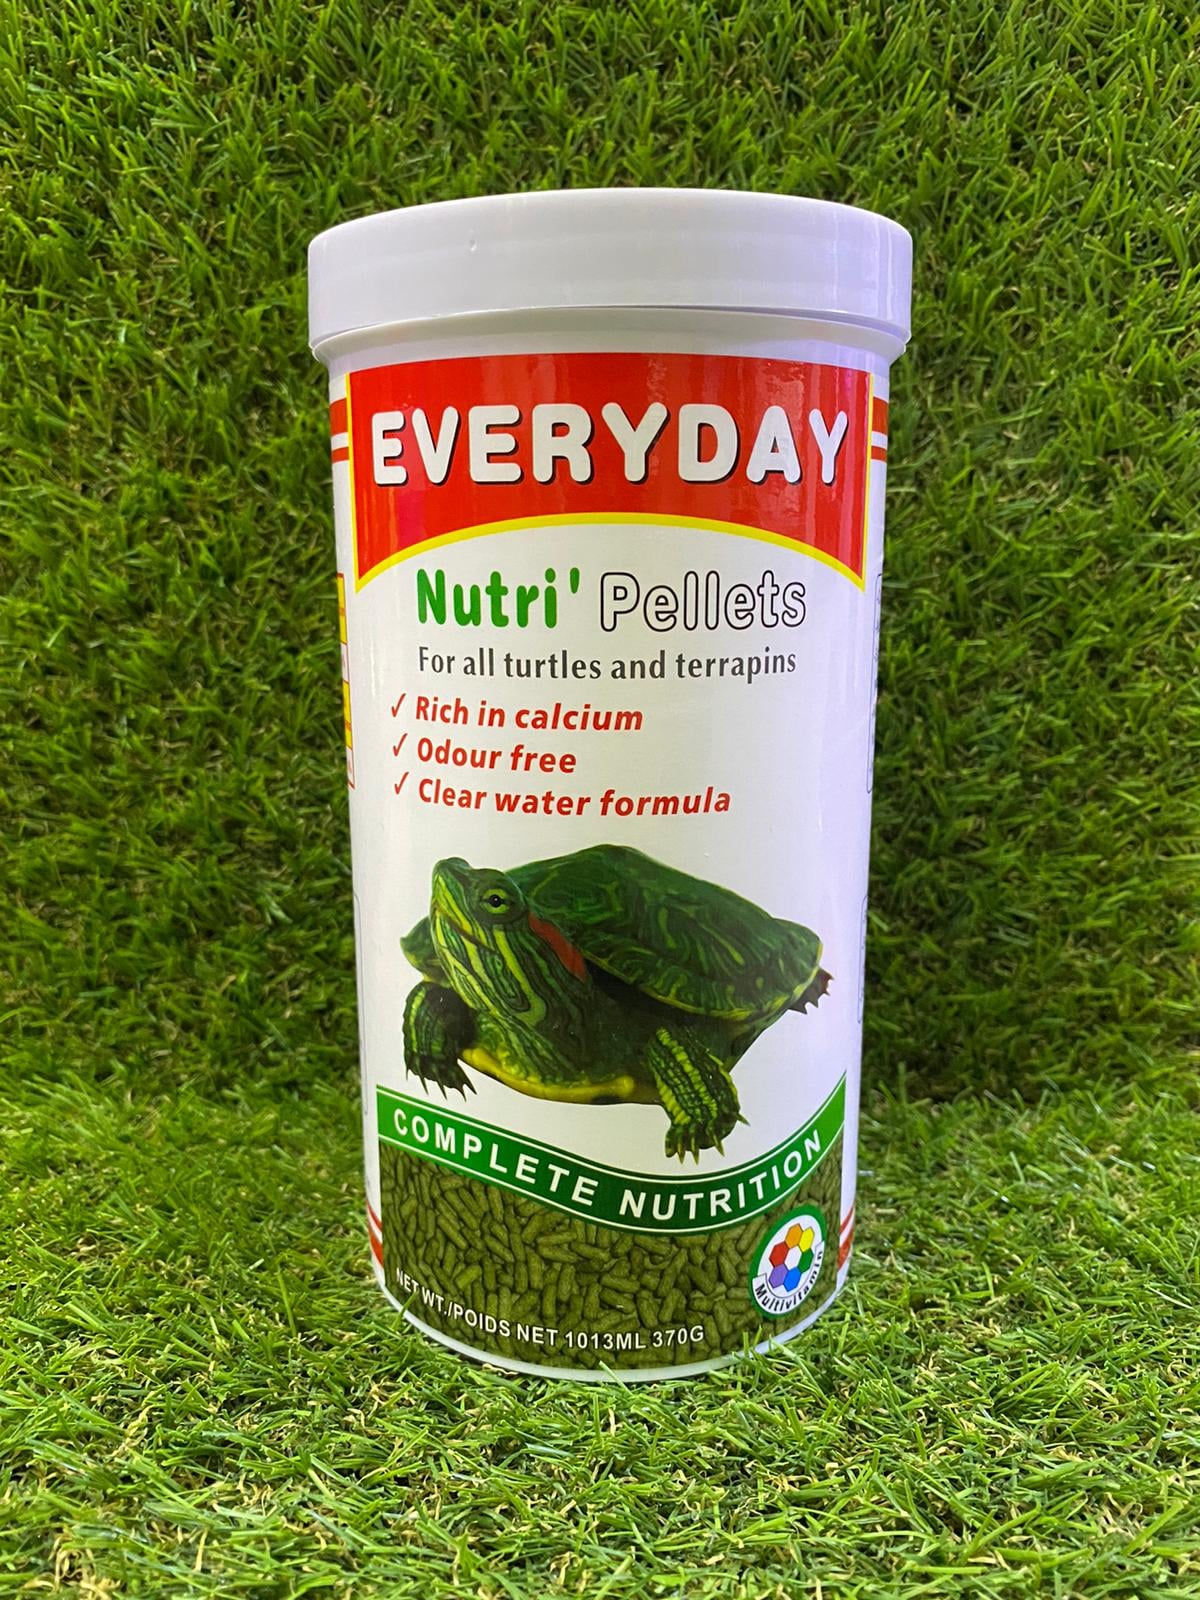 EVERYDAY
Nutri' Pellets
For all turtles and terrapins
✓ Rich in calcium
✓ Odour free
✓ Clear water formula
COMPLETE NUTRITION
Multivitamin
NET WT./POIDS NET 1013ML 370G